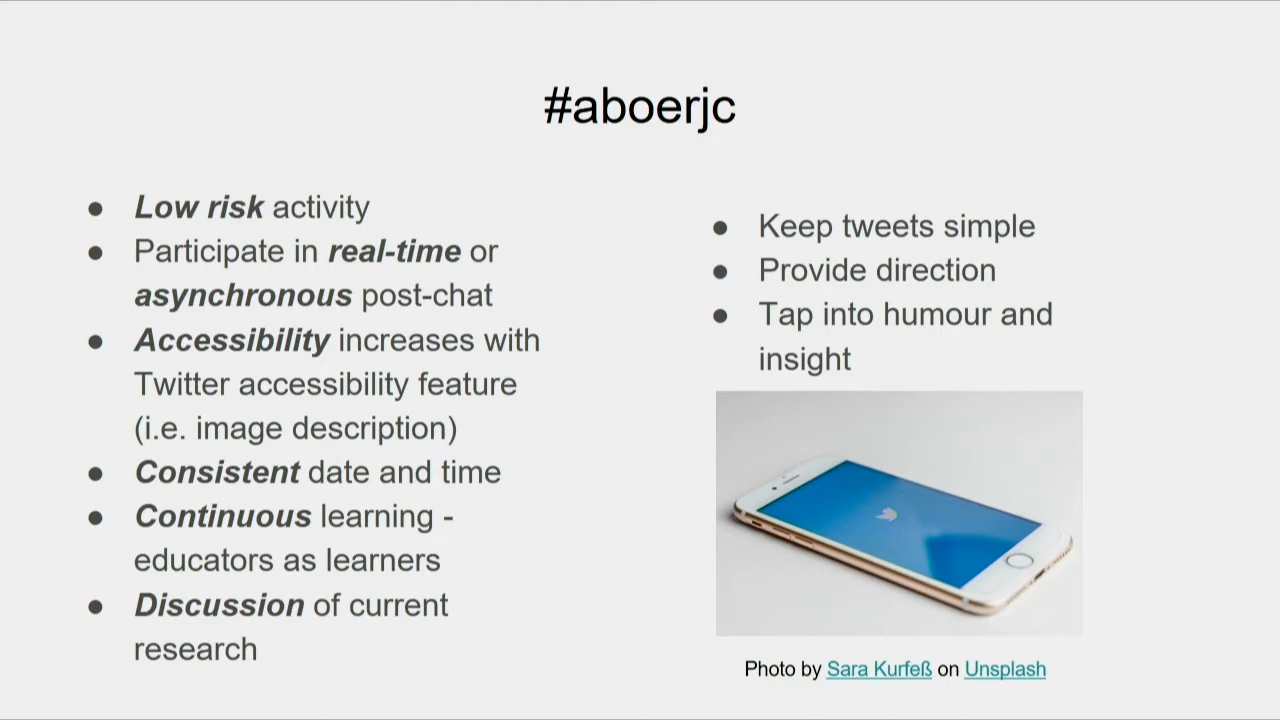 #aboerjc
● Low risk activity
● Participate in real-time or
asynchronous post-chat
● Accessibility increases with
Twitter accessibility feature
(i.e. image description)
● Consistent date and time
● Continuous learning -
educators as learners
● Discussion of current
research
● Keep tweets simple
● Provide direction
● Tap into humour and
insight
Photo by Sara Kurfeß on Unsplash